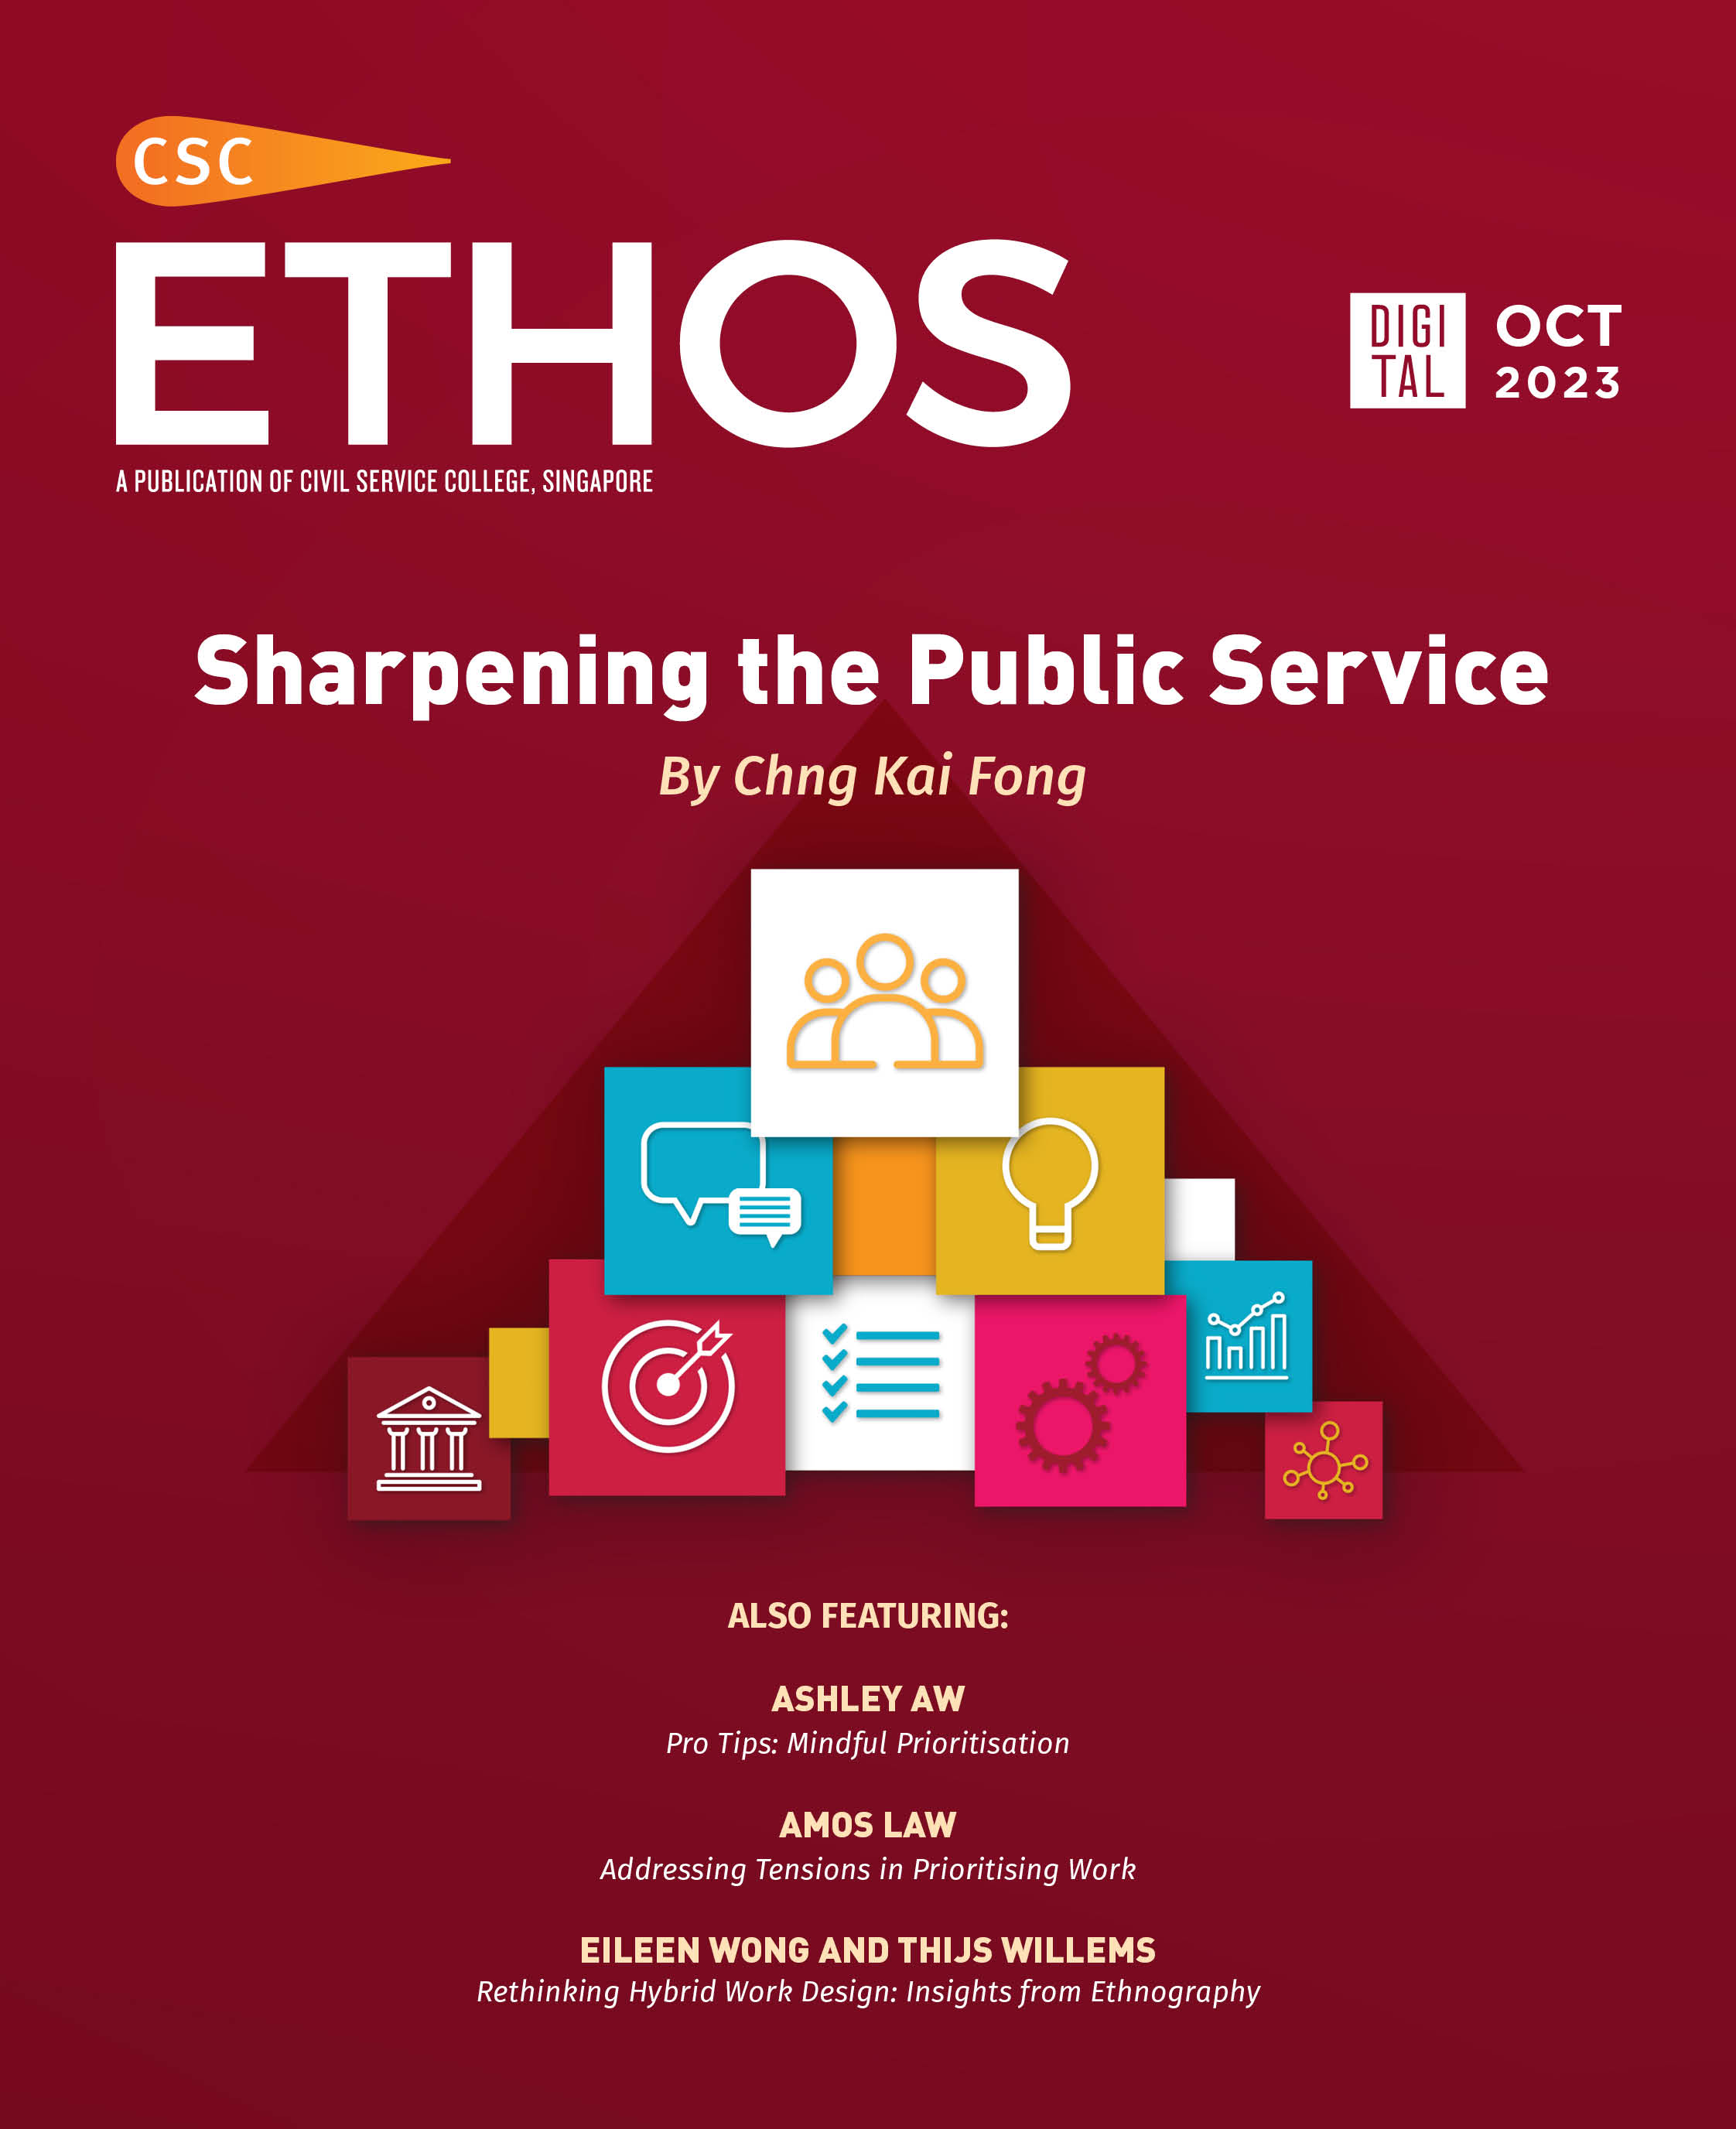 CSC
ETHOS
DIGI
TAL
OCT
2023
A PUBLICATION OF CIVIL SERVICE COLLEGE, SINGAPORE
Sharpening the Public Service
By Chng Kai Fong
ALSO FEATURING:
ASHLEY AW
Pro Tips: Mindful Prioritisation
AMOS LAW
Addressing Tensions in Prioritising Work
EILEEN WONG AND THIJS WILLEMS
Rethinking Hybrid Work Design: Insights from Ethnography